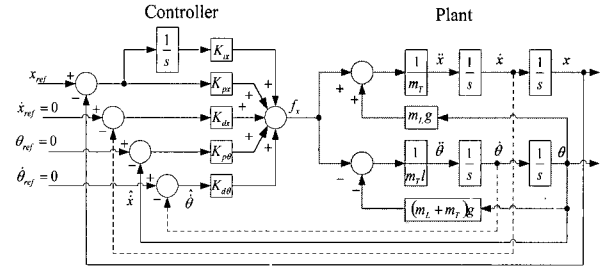 Controller
Plant
1/s
K_ix
x_ref
+
−
K_px
+
+
ẋ_ref = 0
+
−
K_dx
+
+
θ_ref = 0
+
−
K_pθ
+
θ̇_ref = 0
+
−
K_dθ
+
x̂̇
θ̂̇
f_x
+
+
1/m_T
ẍ
1/s
ẋ
1/s
x
m_L g
−
−
1/m_T l
θ̈
1/s
θ̇
1/s
θ
(m_L + m_T)g